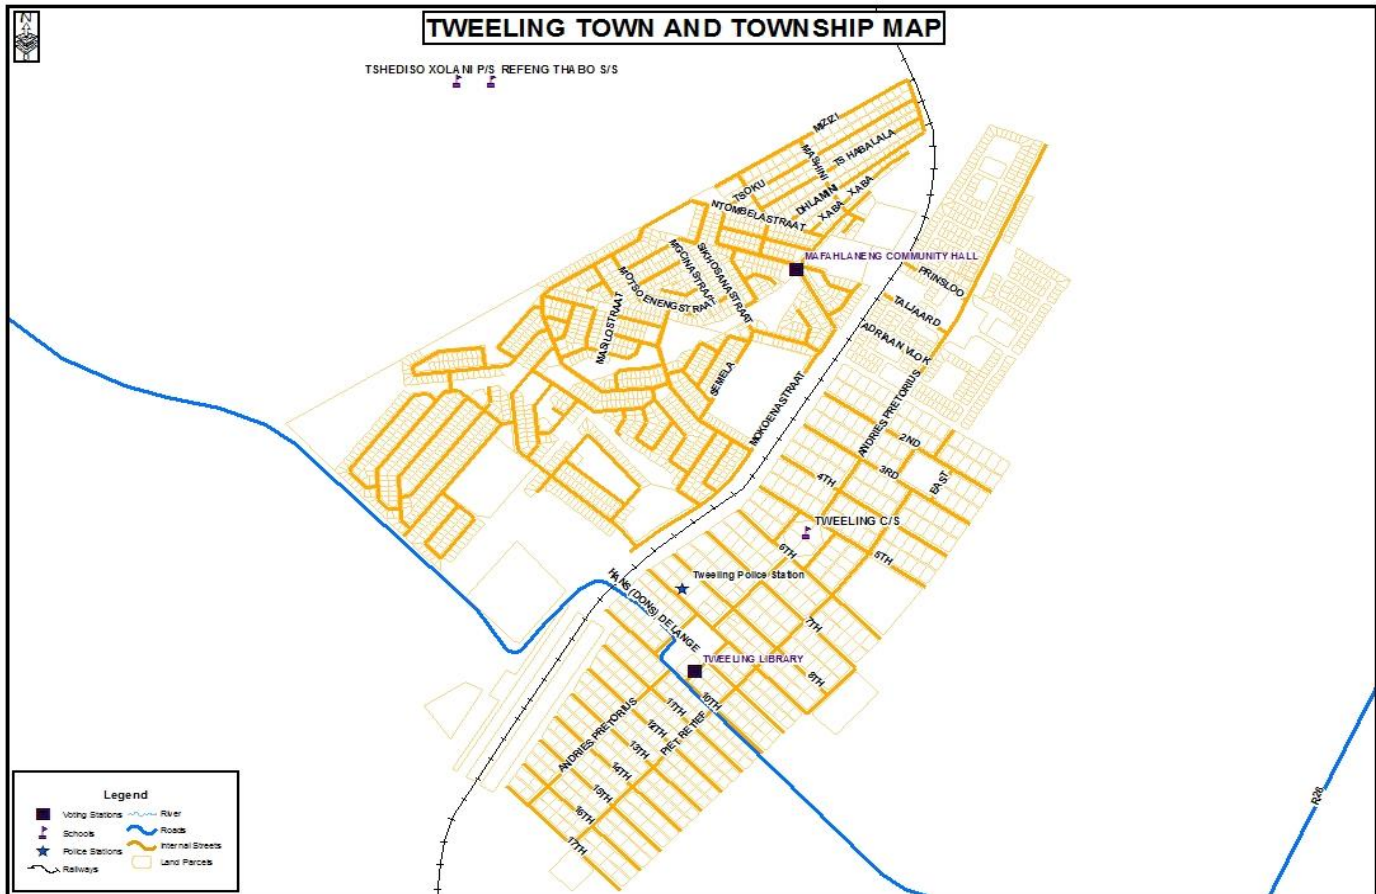 N
TWEELING TOWN AND TOWNSHIP MAP
TSHEDISO XOLANI P/S
REFENG THABO S/S
MIZIZI
MASHINI
TSHABALALA
TSOKU
DHLAMINI
XABA
XABA
NTOMBELASTRAAT
MAFAHLANENG COMMUNITY HALL
SIKHOSANASTRAAT
MGCINASTRAAT
MOTSOENENGSTRAAT
MASILOSTRAAT
SEMELA
MOKOENASTRAAT
PRINSLOO
TALJAARD
ADRIAAN VLOK
ANDRIES PRETORIUS
2ND
3RD
EAST
4TH
TWEELING C/S
5TH
6TH
Tweeling Police Station
HANS (DONS) DE LANGE
7TH
TWEELING LIBRARY
8TH
10TH
11TH
ANDRIES PRETORIUS
PIET RETIEF
12TH
13TH
14TH
15TH
16TH
17TH
R26
Legend
Voting Stations
River
Schools
Roads
Police Stations
Internal Streets
Railways
Land Parcels